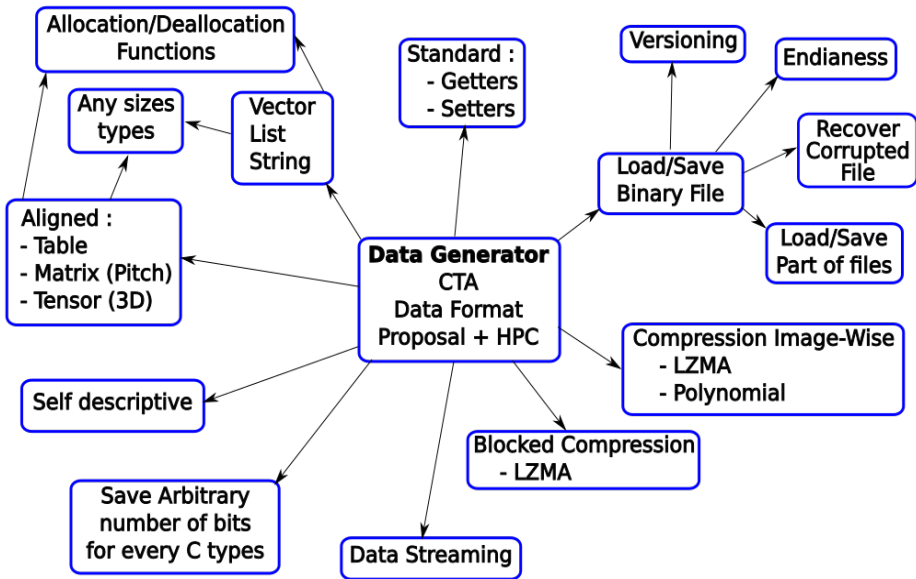 Allocation/Deallocation
Functions
Standard :
- Getters
- Setters
Versioning
Endianess
Any sizes
types
Vector
List
String
Recover
Corrupted
File
Load/Save
Binary File
Aligned :
- Table
- Matrix (Pitch)
- Tensor (3D)
Load/Save
Part of files
Data Generator
CTA
Data Format
Proposal + HPC
Compression Image-Wise
- LZMA
- Polynomial
Self descriptive
Blocked Compression
- LZMA
Save Arbitrary
number of bits
for every C types
Data Streaming